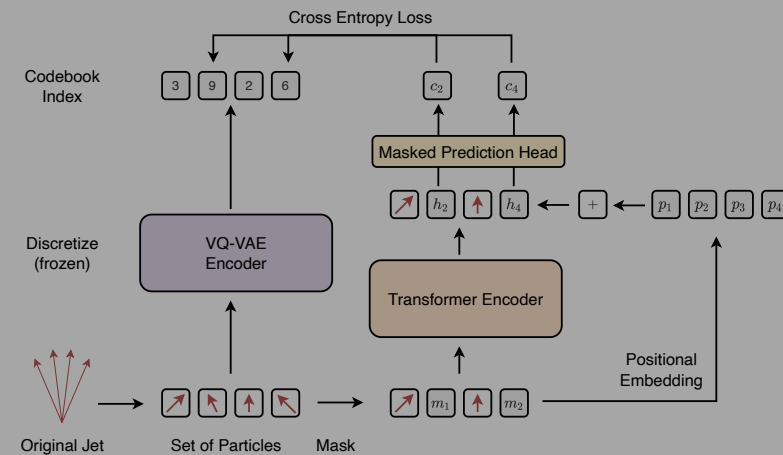 Cross Entropy Loss
Codebook
Index
3 9 2 6
c₂ c₄
Masked Prediction Head
h₂ h₄ + p₁ p₂ p₃ p₄
Discretize
(frozen)
VQ-VAE
Encoder
Transformer Encoder
Positional
Embedding
m₁ m₂
Original Jet Set of Particles Mask